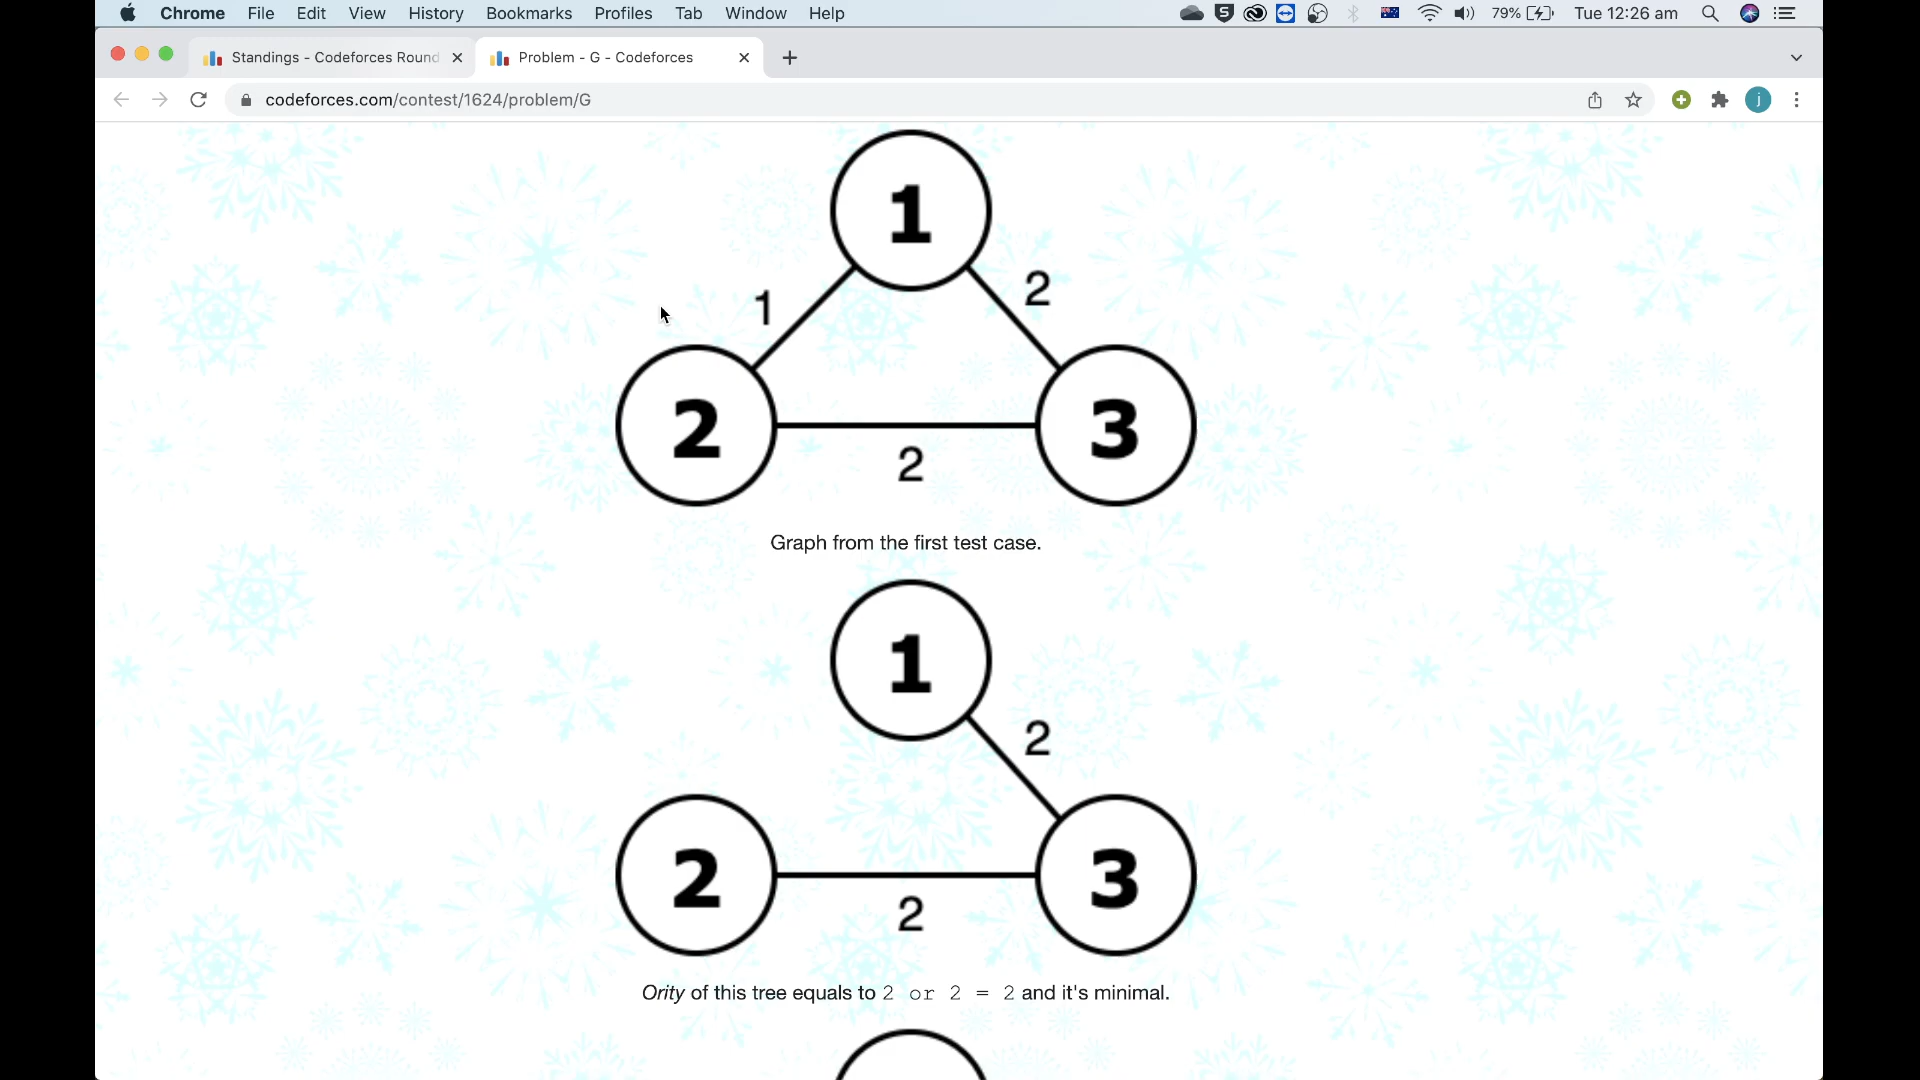 Chrome File Edit View History Bookmarks Profiles Tab Window Help 79% Tue 12:26 am
Standings - Codeforces Round
Problem - G - Codeforces
codeforces.com/contest/1624/problem/G
j
1
1
2
2
3
2
Graph from the first test case.
1
2
2
3
2
Ority of this tree equals to 2 or 2 = 2 and it's minimal.